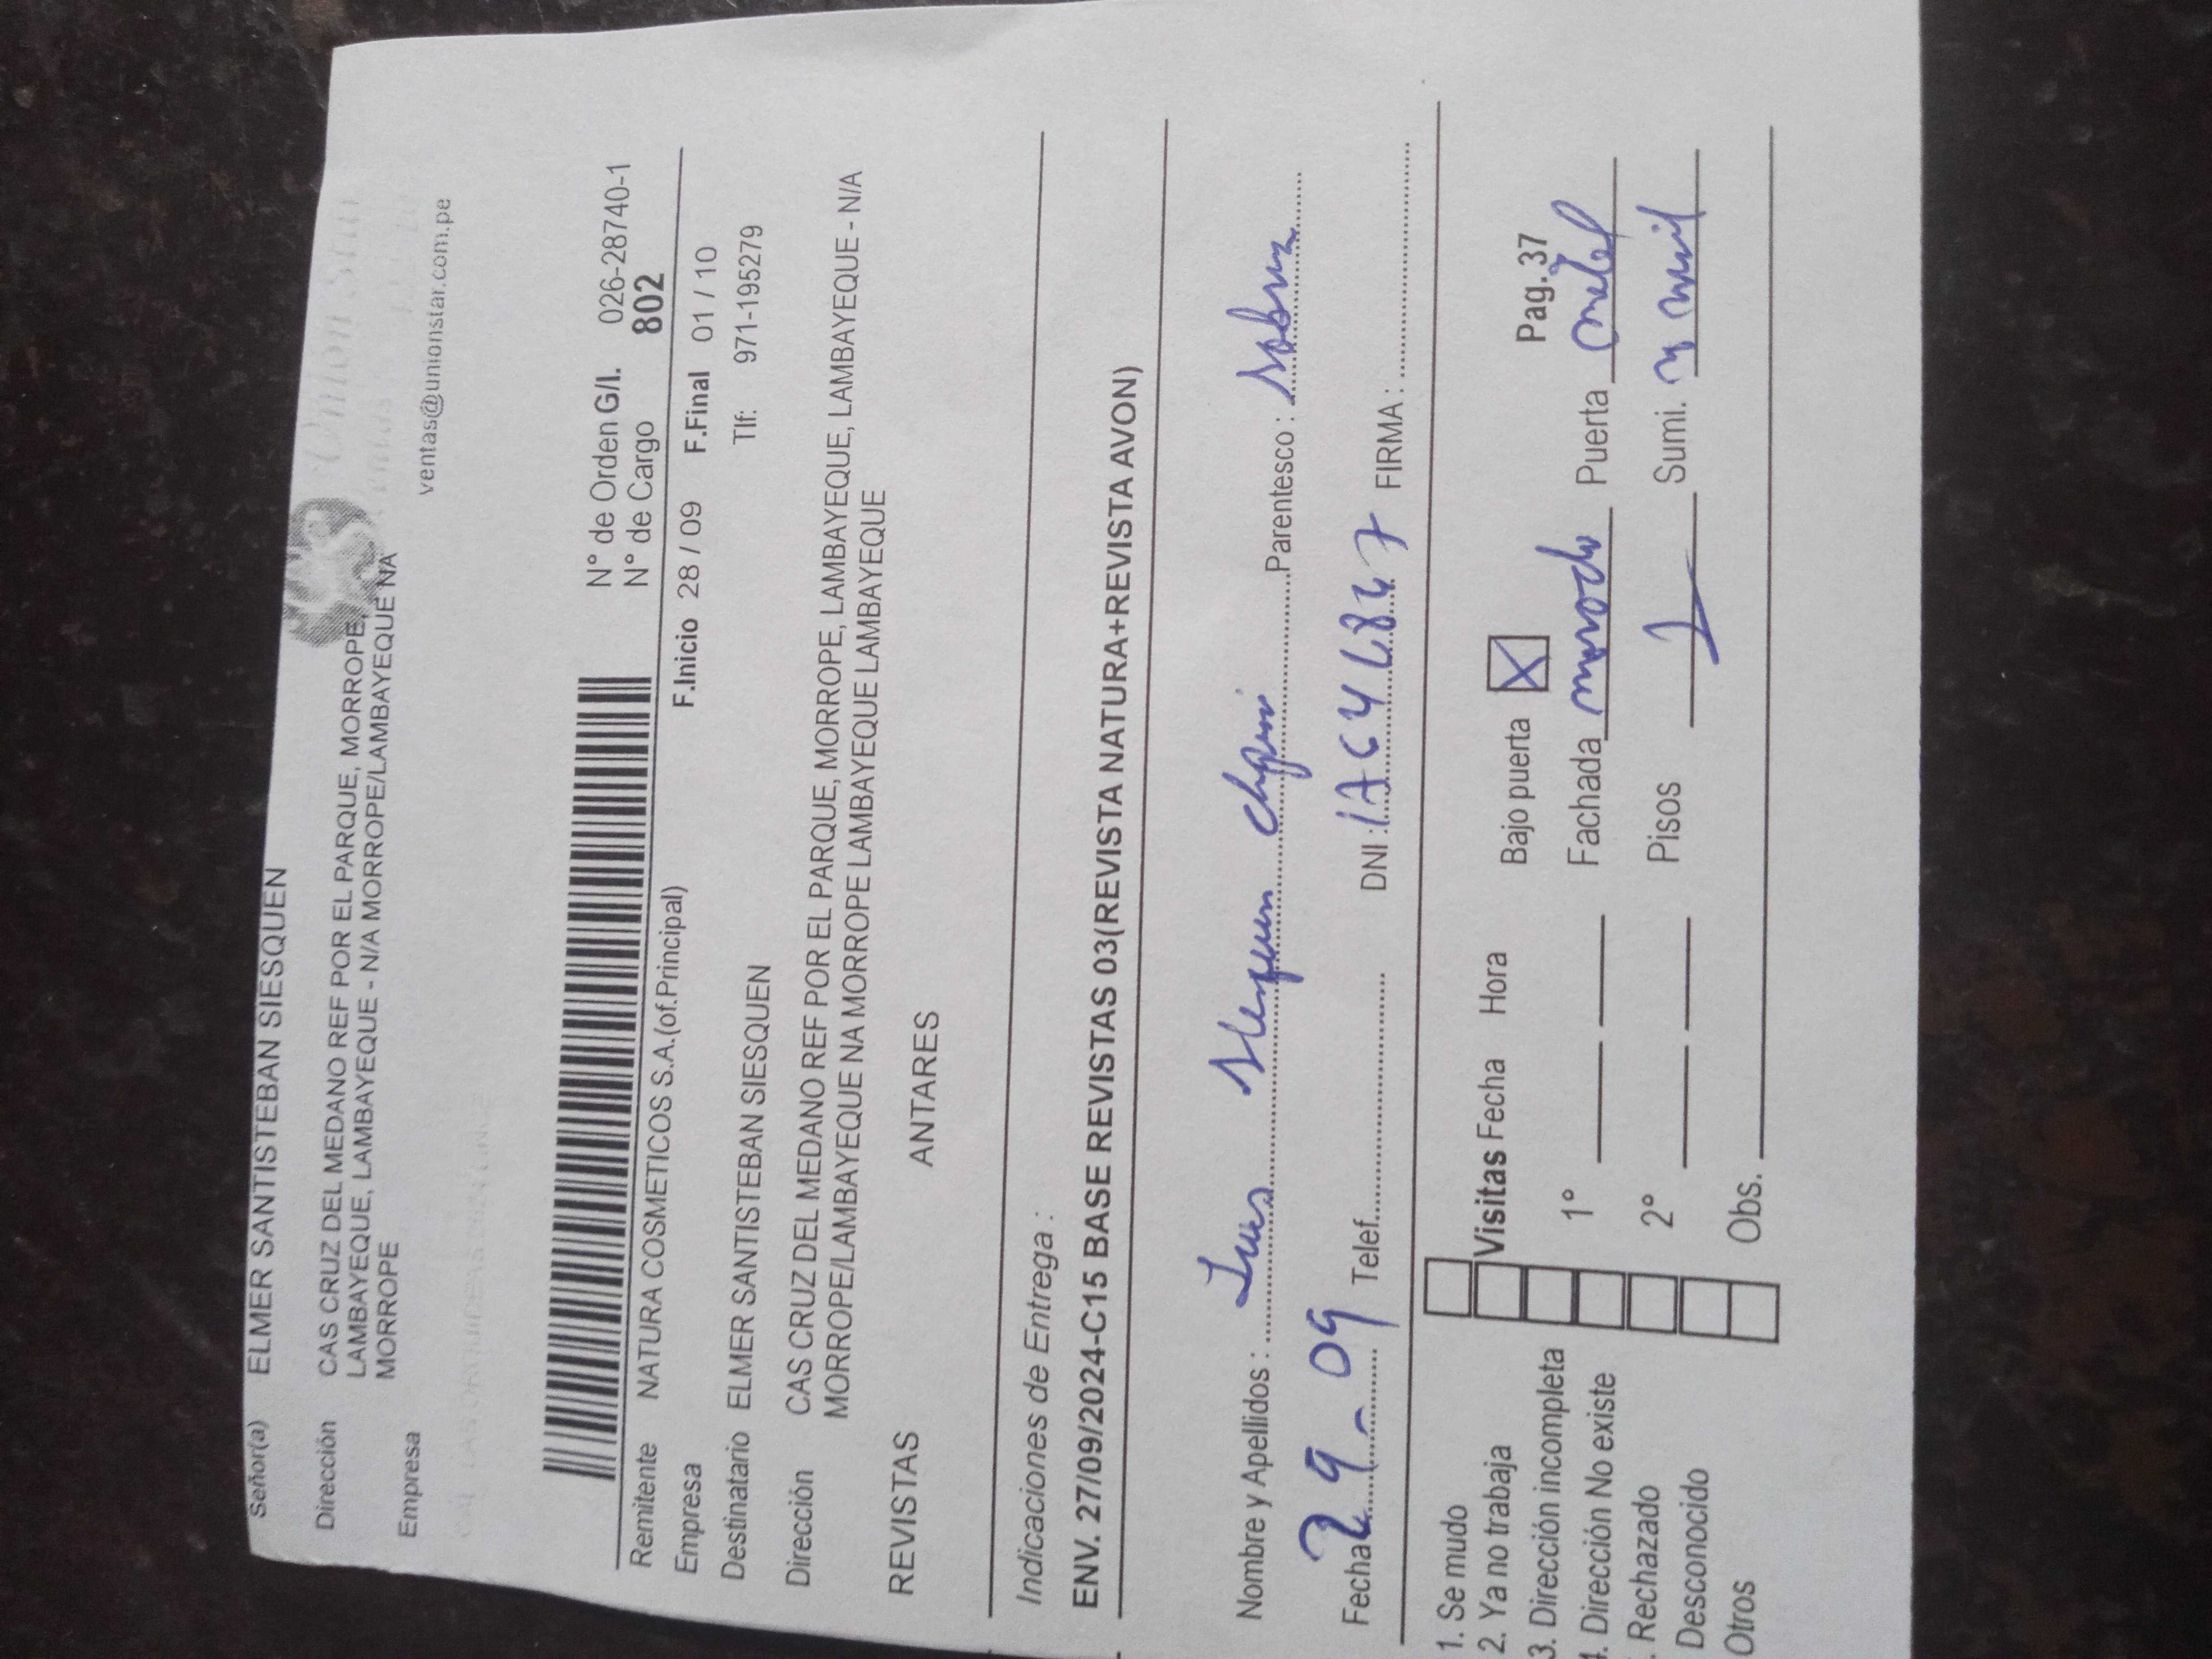 Señor(a) ELMER SANTISTEBAN SIESQUEN
Dirección CAS CRUZ DEL MEDANO REF POR EL PARQUE, MORROPE,
LAMBAYEQUE, LAMBAYEQUE - N/A MORROPE/LAMBAYEQUE NA
MORROPE
Empresa
Union Star
ventas@unionstar.com.pe
N° de Orden G/I. 026-28740-1
N° de Cargo 802
Remitente NATURA COSMETICOS S.A.(of.Principal)
F.Inicio 28 / 09 F.Final 01 / 10
Empresa
Tlf: 971-195279
Destinatario ELMER SANTISTEBAN SIESQUEN
Dirección CAS CRUZ DEL MEDANO REF POR EL PARQUE, MORROPE, LAMBAYEQUE, LAMBAYEQUE - N/A
MORROPE/LAMBAYEQUE NA MORROPE LAMBAYEQUE LAMBAYEQUE
REVISTAS ANTARES
Indicaciones de Entrega :
ENV. 27/09/2024-C15 BASE REVISTAS 03(REVISTA NATURA+REVISTA AVON)
Nombre y Apellidos : Luis Parentesco :
Fecha 29 - 09 Telef. DNI : FIRMA :
1. Se mudo
2. Ya no trabaja
3. Dirección incompleta
4. Dirección No existe
Rechazado
Desconocido
Otros
Visitas Fecha Hora
1°
2°
Obs.
Bajo puerta X Pag. 37
Fachada Puerta
Pisos 1 Sumi.